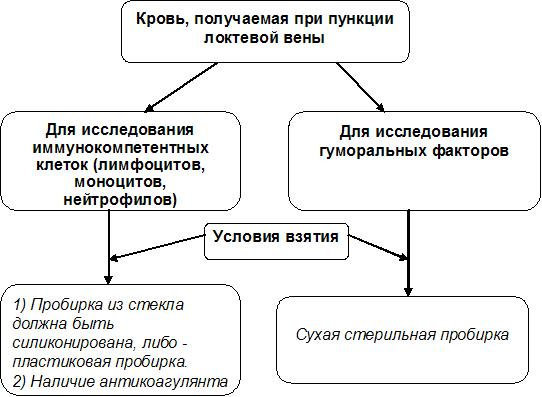 Кровь, получаемая при пункции
локтевой вены
Для исследования
иммунокомпетентных
клеток (лимфоцитов,
моноцитов,
нейтрофилов)
Для исследования
гуморальных факторов
Условия взятия
1) Пробирка из стекла
должна быть
силиконирована, либо -
пластиковая пробирка.
2) Наличие антикоагулянта
Сухая стерильная пробирка